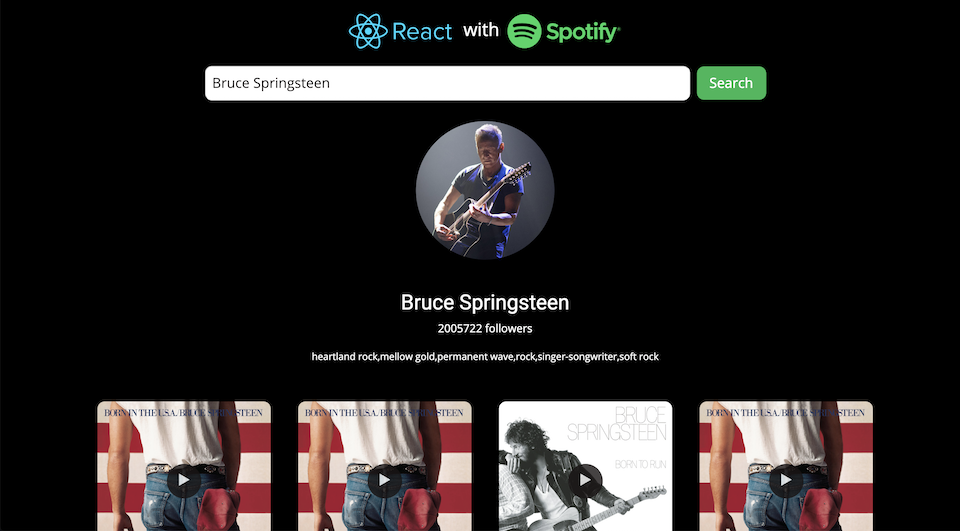 React with Spotify
Bruce Springsteen
Search
Bruce Springsteen
2005722 followers
heartland rock,mellow gold,permanent wave,rock,singer-songwriter,soft rock
BORN IN THE U.S.A./BRUCE SPRINGSTEEN
BORN IN THE U.S.A./BRUCE SPRINGSTEEN
BRUCE
SPRINGSTEEN
BORN TO RUN
BORN IN THE U.S.A./BRUCE SPRINGSTEEN